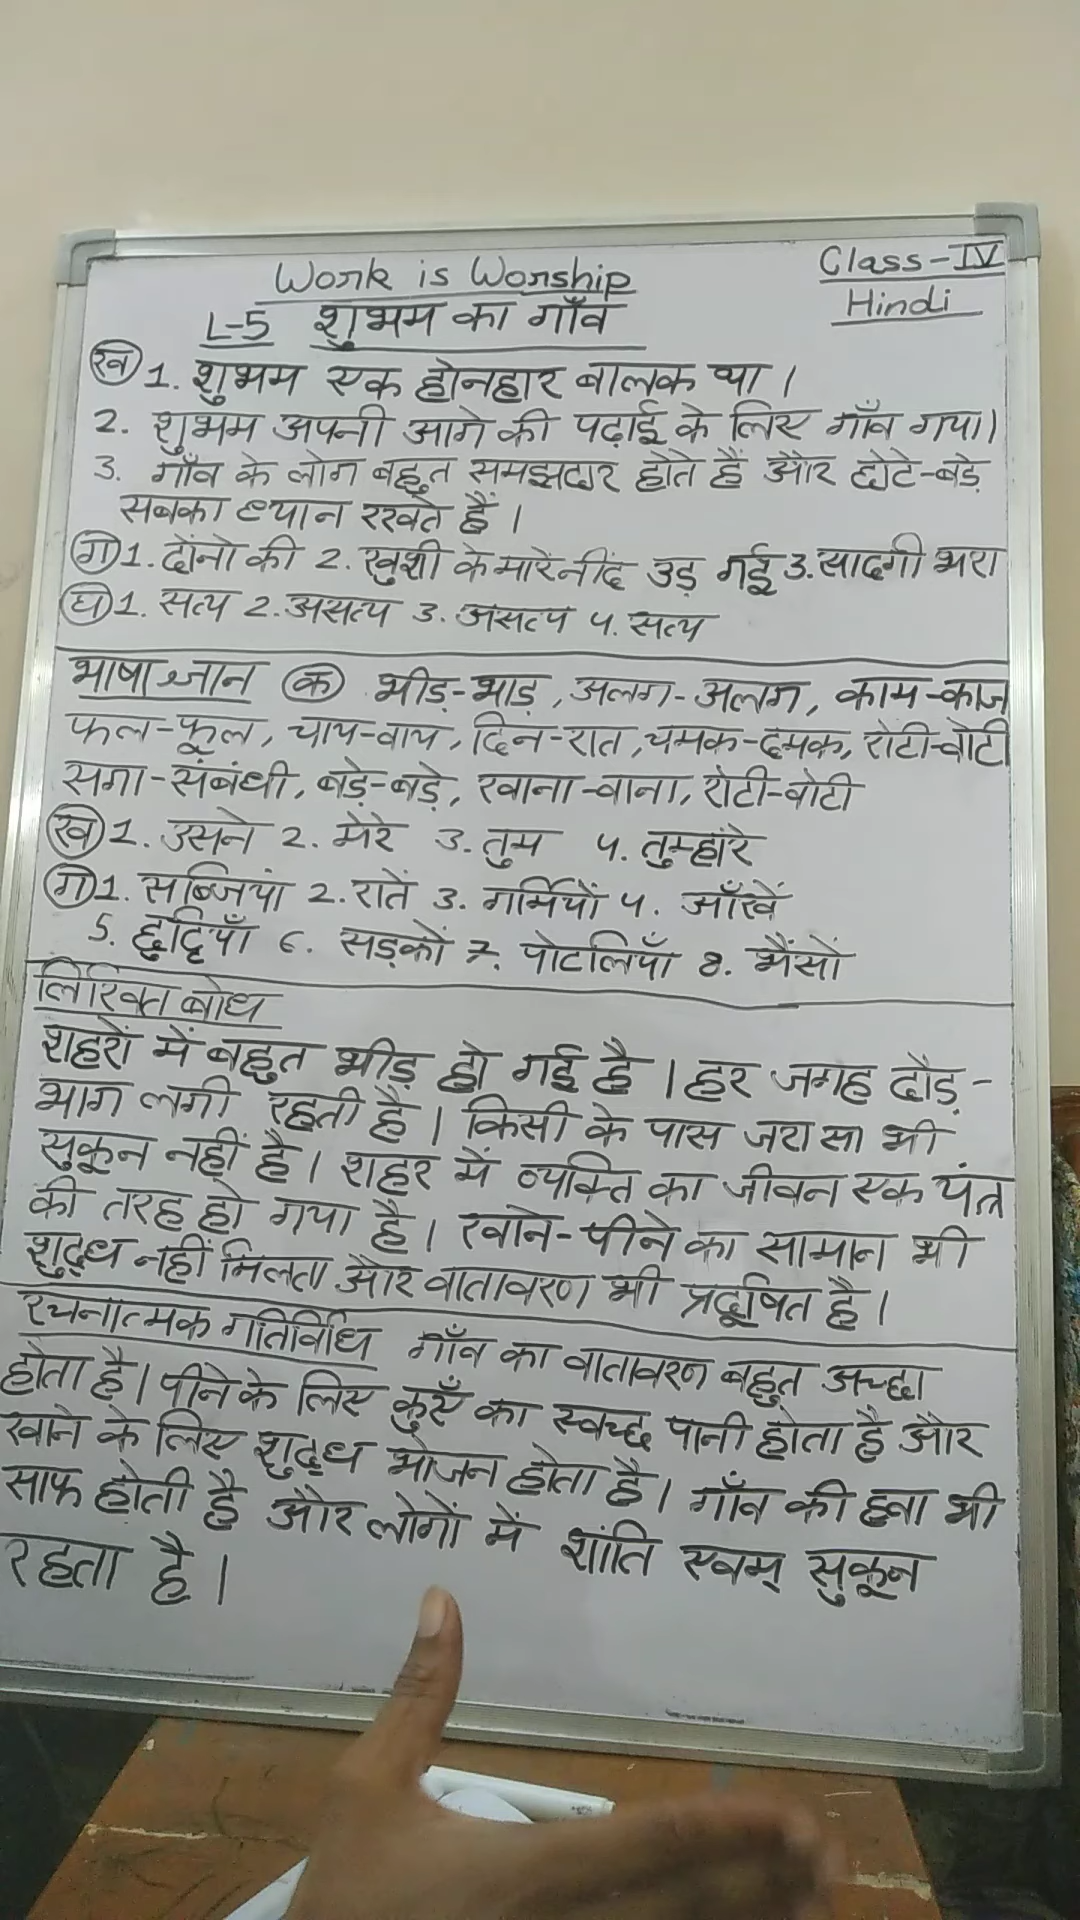 Work is Worship
Class-IV
Hindi
L-5 शुभम का गाँव
ख 1. शुभम एक होनहार बालक था।
2. शुभम अपनी आगे की पढ़ाई के लिए गाँव गया।
3. गाँव के लोग बहुत समझदार होते हैं और छोटे-बड़े
सबका ध्यान रखते हैं।
ग 1. दोंनो की 2. खुशी के मारे नींद उड़ गई 3. सादगी भरा
घ 1. सत्य 2. असत्य 3. असत्य 4. सत्य
भाषा ज्ञान क भीड़-भाड़, अलग-अलग, काम-काज
फल-फूल, चाय-वाय, दिन-रात, चमक-दमक, रोटी-वोटी
सगा-संबंधी, बड़े-बड़े, खाना-वाना, रोटी-वोटी
ख 1. उसने 2. मेरे 3. तुम 4. तुम्हांरे
ग 1. सब्जियां 2. रातें 3. गर्मियों 4. आँखें
5. छुट्टियाँ 6. सड़कों 7. पोटलियाँ 8. भैंसों
लिखित बोध
शहरों में बहुत भीड़ हो गई है। हर जगह दौड़-
भाग लगी रहती है। किसी के पास जरा सा भी
सुकून नहीं है। शहर में व्यक्ति का जीवन एक यंत्र
की तरह हो गया है। खाने-पीने का सामान भी
शुद्ध नहीं मिलता और वातावरण भी प्रदूषित है।
रचनात्मक गतिविधि गाँव का वातावरण बहुत अच्छा
होता है। पीने के लिए कुएँ का स्वच्छ पानी होता है और
खाने के लिए शुद्ध भोजन होता है। गाँव की हवा भी
साफ होती है और लोगों में शांति एवम् सुकून
रहता है।